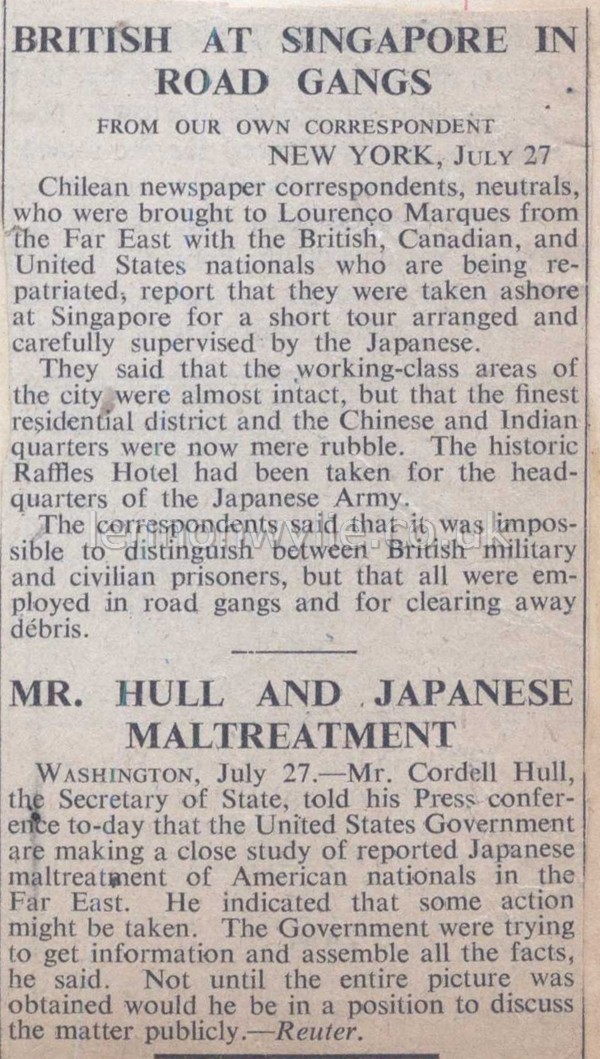 BRITISH AT SINGAPORE IN
ROAD GANGS
FROM OUR OWN CORRESPONDENT
NEW YORK, JULY 27
Chilean newspaper correspondents, neutrals,
who were brought to Lourenço Marques from
the Far East with the British, Canadian, and
United States nationals who are being re-
patriated, report that they were taken ashore
at Singapore for a short tour arranged and
carefully supervised by the Japanese.
They said that the working-class areas of
the city were almost intact, but that the finest
residential district and the Chinese and Indian
quarters were now mere rubble. The historic
Raffles Hotel had been taken for the head-
quarters of the Japanese Army.
The correspondents said that it was impos-
sible to distinguish between British military
and civilian prisoners, but that all were em-
ployed in road gangs and for clearing away
débris.
MR. HULL AND JAPANESE
MALTREATMENT
WASHINGTON, July 27.—Mr. Cordell Hull,
the Secretary of State, told his Press confer-
ence to-day that the United States Government
are making a close study of reported Japanese
maltreatment of American nationals in the
Far East. He indicated that some action
might be taken. The Government were trying
to get information and assemble all the facts,
he said. Not until the entire picture was
obtained would he be in a position to discuss
the matter publicly.—Reuter.